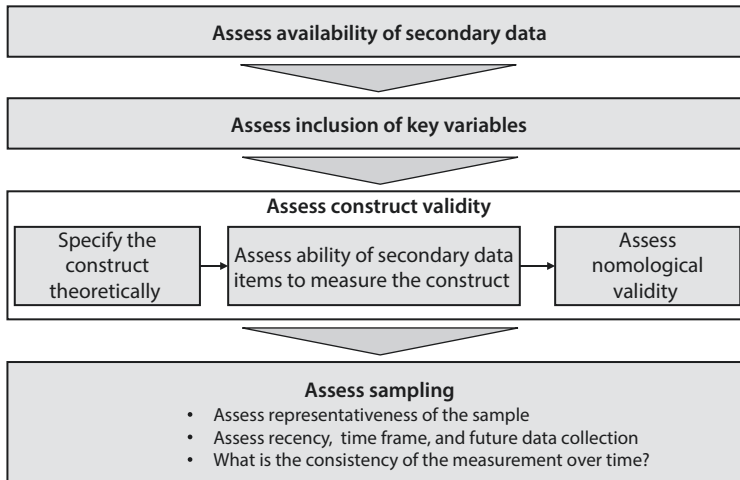 Assess availability of secondary data
Assess inclusion of key variables
Assess construct validity
Specify the
construct
theoretically
Assess ability of secondary data
items to measure the construct
Assess
nomological
validity
Assess sampling
• Assess representativeness of the sample
• Assess recency, time frame, and future data collection
• What is the consistency of the measurement over time?